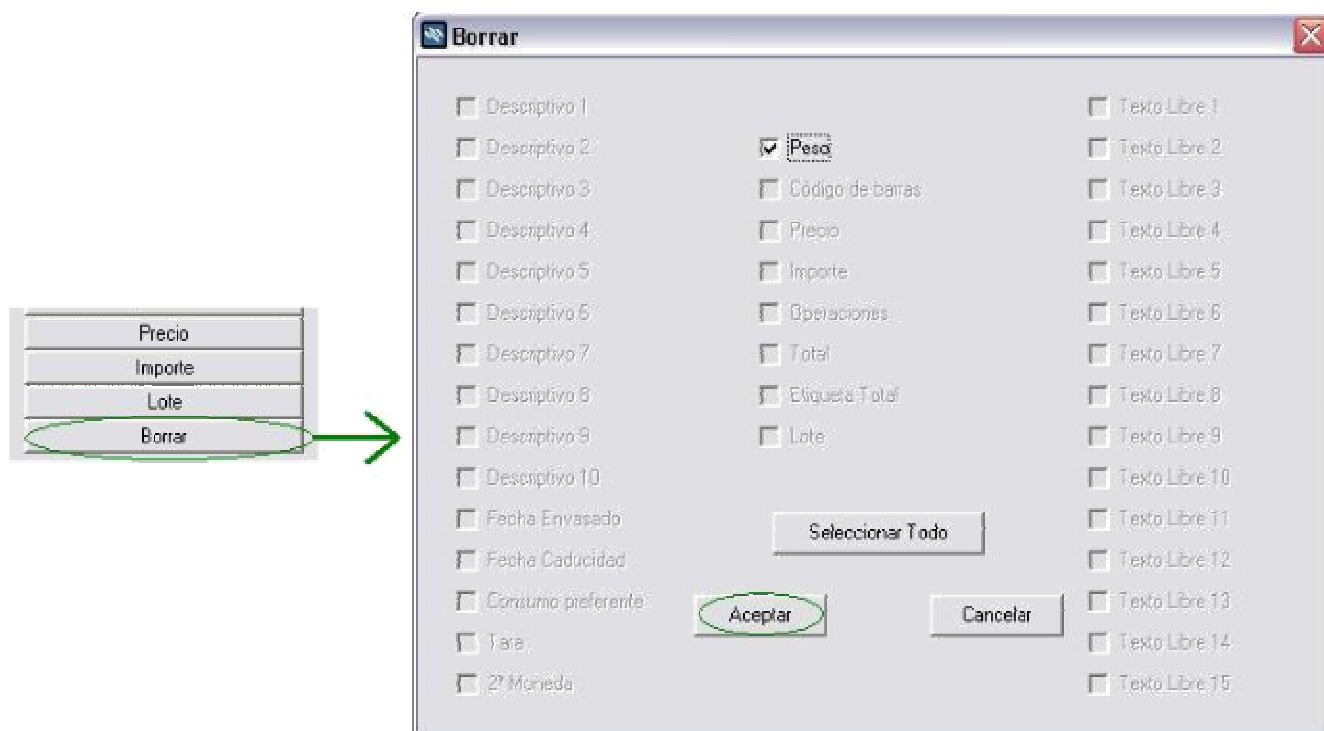 Borrar
Precio
Importe
Lote
Borrar
Descriptivo 1
Descriptivo 2
Descriptivo 3
Descriptivo 4
Descriptivo 5
Descriptivo 6
Descriptivo 7
Descriptivo 8
Descriptivo 9
Descriptivo 10
Fecha Envasado
Fecha Caducidad
Consumo preferente
Tara
2ª Moneda
Peso
Código de barras
Precio
Importe
Operaciones
Total
Etiqueta Total
Lote
Seleccionar Todo
Aceptar
Cancelar
Texto Libre 1
Texto Libre 2
Texto Libre 3
Texto Libre 4
Texto Libre 5
Texto Libre 6
Texto Libre 7
Texto Libre 8
Texto Libre 9
Texto Libre 10
Texto Libre 11
Texto Libre 12
Texto Libre 13
Texto Libre 14
Texto Libre 15